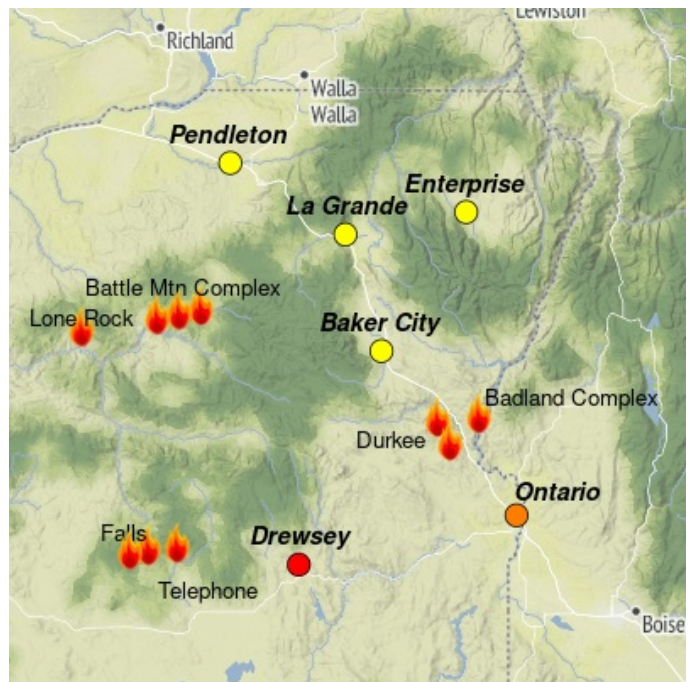 Lewiston
Richland
Walla
Walla
Pendleton
Enterprise
La Grande
Battle Mtn Complex
Lone Rock
Baker City
Badland Complex
Durkee
Ontario
Falls
Drewsey
Telephone
Boise